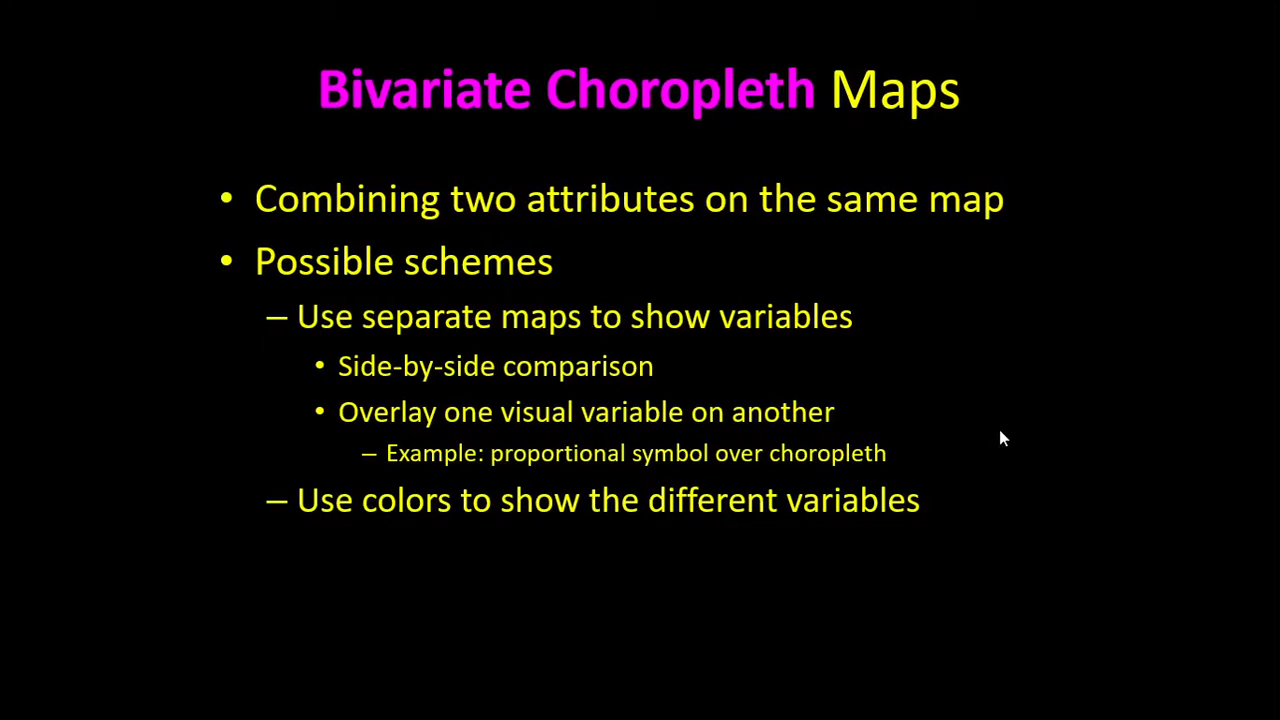 Bivariate Choropleth Maps
• Combining two attributes on the same map
• Possible schemes
– Use separate maps to show variables
• Side-by-side comparison
• Overlay one visual variable on another
– Example: proportional symbol over choropleth
– Use colors to show the different variables